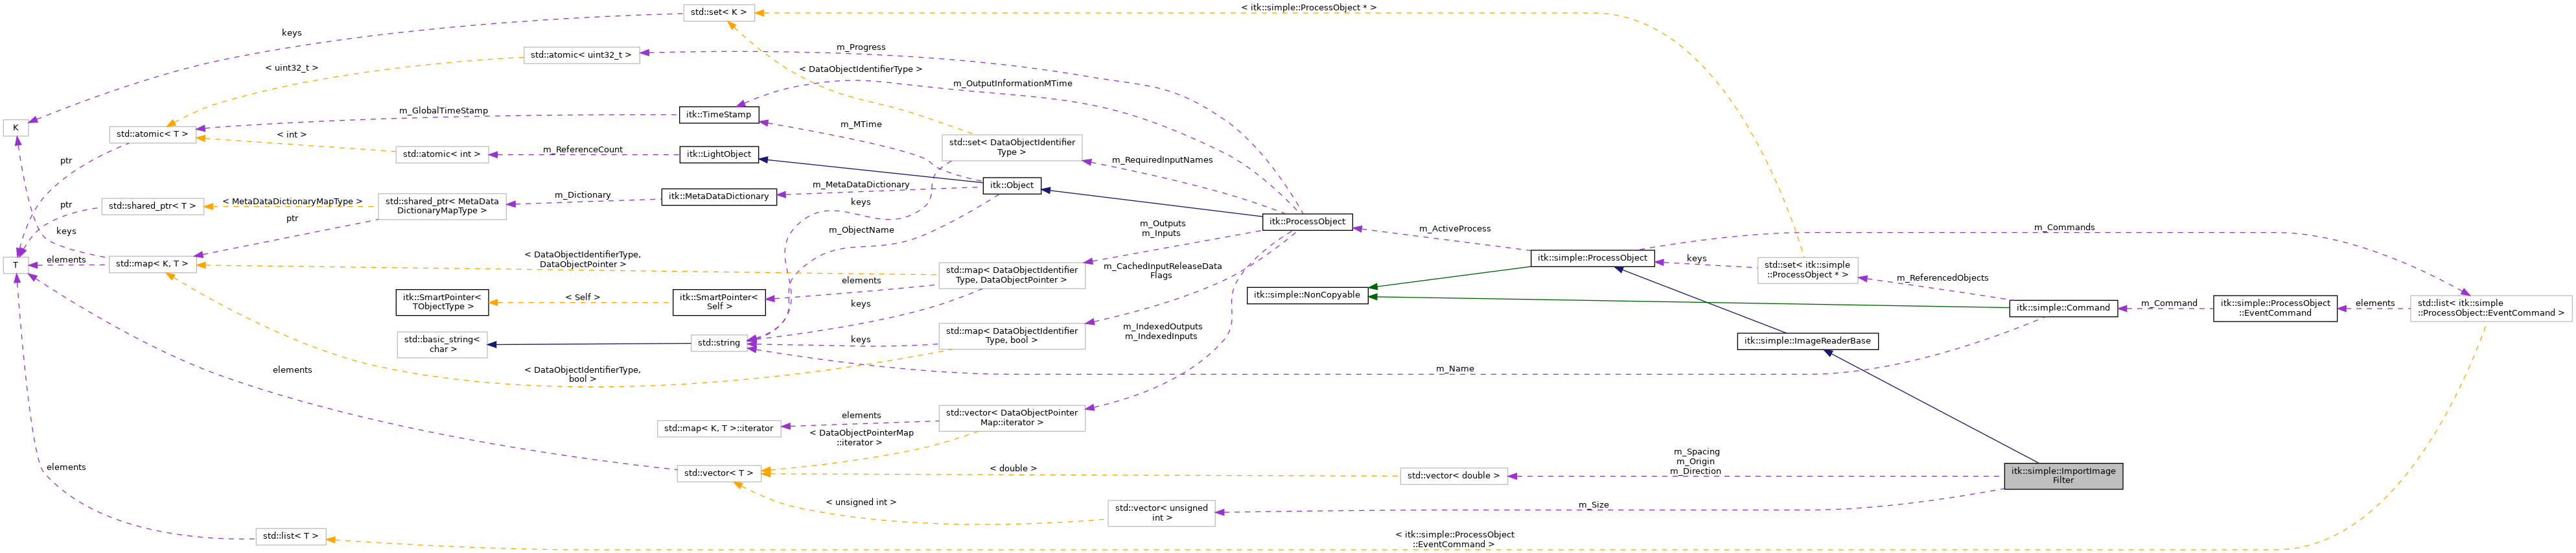 std::set< K >
< itk::simple::ProcessObject * >
keys
m_Progress
std::atomic< uint32_t >
< uint32_t >
< DataObjectIdentifierType >
m_OutputInformationMTime
m_GlobalTimeStamp
itk::TimeStamp
K
std::atomic< T >
< int >
m_MTime
std::set< DataObjectIdentifier
Type >
ptr
std::atomic< int >
m_ReferenceCount
itk::LightObject
m_RequiredInputNames
m_MetaDataDictionary
itk::Object
ptr
std::shared_ptr< T >
< MetaDataDictionaryMapType >
std::shared_ptr< MetaData
DictionaryMapType >
m_Dictionary
itk::MetaDataDictionary
keys
ptr
m_ObjectName
m_Outputs
m_Inputs
itk::ProcessObject
m_ActiveProcess
m_Commands
keys
T
elements
std::map< K, T >
< DataObjectIdentifierType,
DataObjectPointer >
std::map< DataObjectIdentifier
Type, DataObjectPointer >
m_CachedInputReleaseData
Flags
itk::simple::ProcessObject
keys
std::set< itk::simple
::ProcessObject * >
m_ReferencedObjects
itk::SmartPointer<
TObjectType >
< Self >
itk::SmartPointer<
Self >
elements
keys
itk::simple::NonCopyable
itk::simple::Command
m_Command
itk::simple::ProcessObject
::EventCommand
elements
std::list< itk::simple
::ProcessObject::EventCommand >
std::basic_string<
char >
std::string
keys
std::map< DataObjectIdentifier
Type, bool >
m_IndexedOutputs
m_IndexedInputs
itk::simple::ImageReaderBase
elements
< DataObjectIdentifierType,
bool >
m_Name
std::map< K, T >::iterator
elements
std::vector< DataObjectPointer
Map::iterator >
< DataObjectPointerMap
::iterator >
elements
std::vector< T >
< double >
std::vector< double >
m_Spacing
m_Origin
m_Direction
itk::simple::ImportImage
Filter
< unsigned int >
std::vector< unsigned
int >
m_Size
std::list< T >
< itk::simple::ProcessObject
::EventCommand >